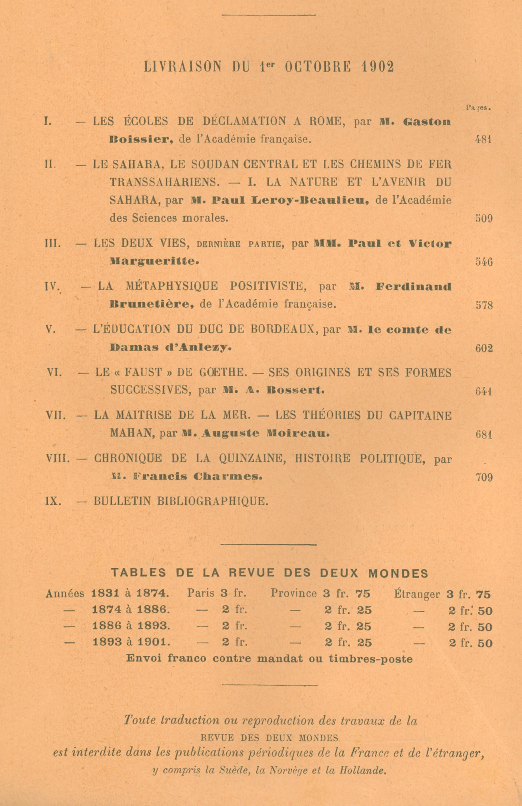 LIVRAISON DU 1er OCTOBRE 1902
Pages.
I. — LES ÉCOLES DE DÉCLAMATION A ROME, par M. Gaston
Boissier, de l'Académie française. 481
II. — LE SAHARA, LE SOUDAN CENTRAL ET LES CHEMINS DE FER
TRANSSAHARIENS. — I. LA NATURE ET L'AVENIR DU
SAHARA, par M. Paul Leroy-Beaulieu, de l'Académie
des Sciences morales. 509
III. — LES DEUX VIES, DERNIÈRE PARTIE, par MM. Paul et Victor
Margueritte. 546
IV. — LA MÉTAPHYSIQUE POSITIVISTE, par M. Ferdinand
Brunetière, de l'Académie française. 578
V. — L'ÉDUCATION DU DUC DE BORDEAUX, par M. le comte de
Damas d'Anlezy. 602
VI. — LE « FAUST » DE GŒTHE. — SES ORIGINES ET SES FORMES
SUCCESSIVES, par M. A. Bossert. 644
VII. — LA MAITRISE DE LA MER. — LES THÉORIES DU CAPITAINE
MAHAN, par M. Auguste Moireau. 681
VIII. — CHRONIQUE DE LA QUINZAINE, HISTOIRE POLITIQUE, par
M. Francis Charmes. 709
IX. — BULLETIN BIBLIOGRAPHIQUE.
TABLES DE LA REVUE DES DEUX MONDES
Années 1831 à 1874. Paris 3 fr. Province 3 fr. 75 Étranger 3 fr. 75
— 1874 à 1886. — 2 fr. — 2 fr. 25 — 2 fr. 50
— 1886 à 1893. — 2 fr. — 2 fr. 25 — 2 fr. 50
— 1893 à 1901. — 2 fr. — 2 fr. 25 — 2 fr. 50
Envoi franco contre mandat ou timbres-poste
Toute traduction ou reproduction des travaux de la
REVUE DES DEUX MONDES
est interdite dans les publications périodiques de la France et de l'étranger,
y compris la Suède, la Norvège et la Hollande.